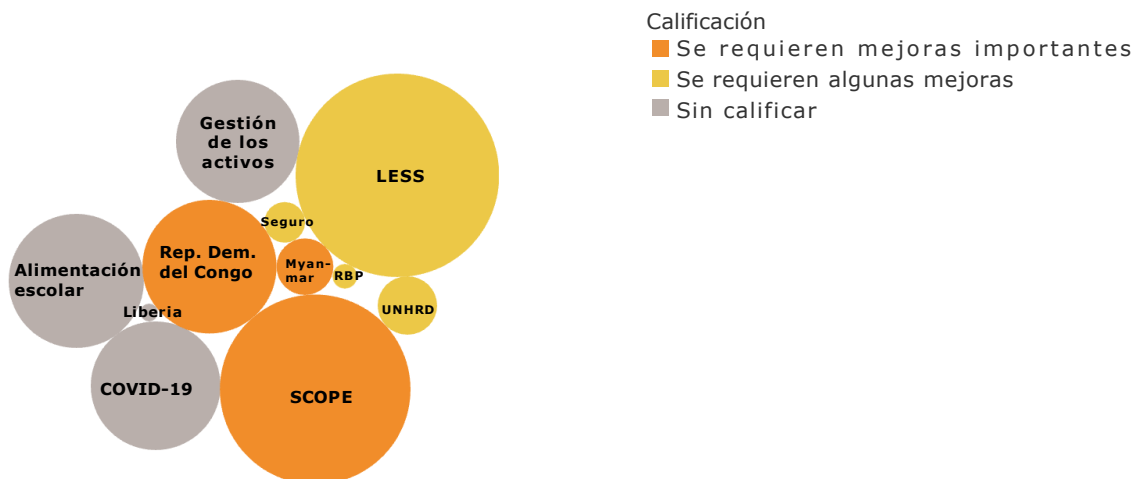 Calificación
Se requieren mejoras importantes
Se requieren algunas mejoras
Sin calificar
Gestión
de los
activos
LESS
Seguro
Rep. Dem.
del Congo
Myan-
mar
RBP
Alimentación
escolar
Liberia
UNHRD
COVID-19
SCOPE